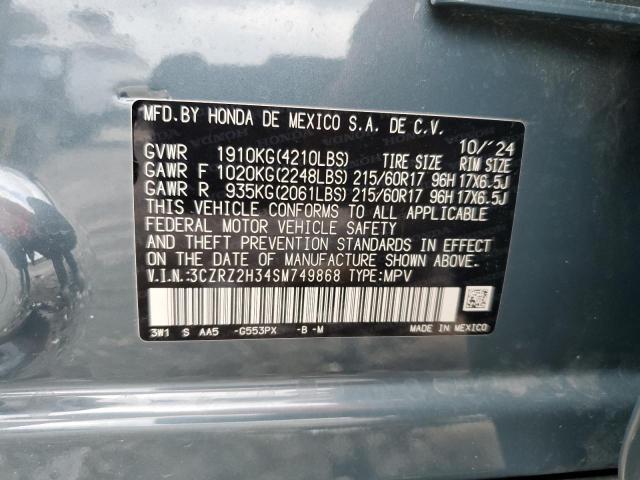 MFD.BY HONDA DE MEXICO S.A. DE C.V.
10/'24
GVWR 1910KG(4210LBS) TIRE SIZE RIM SIZE
GAWR F 1020KG(2248LBS) 215/60R17 96H 17X6.5J
GAWR R 935KG(2061LBS) 215/60R17 96H 17X6.5J
THIS VEHICLE CONFORMS TO ALL APPLICABLE
FEDERAL MOTOR VEHICLE SAFETY
AND THEFT PREVENTION STANDARDS IN EFFECT
ON THE DATE OF MANUFACTURE SHOWN ABOVE.
V.I.N.:3CZRZ2H34SM749868 TYPE:MPV
3W1 S AA5 -G553PX -B -M MADE IN MEXICO